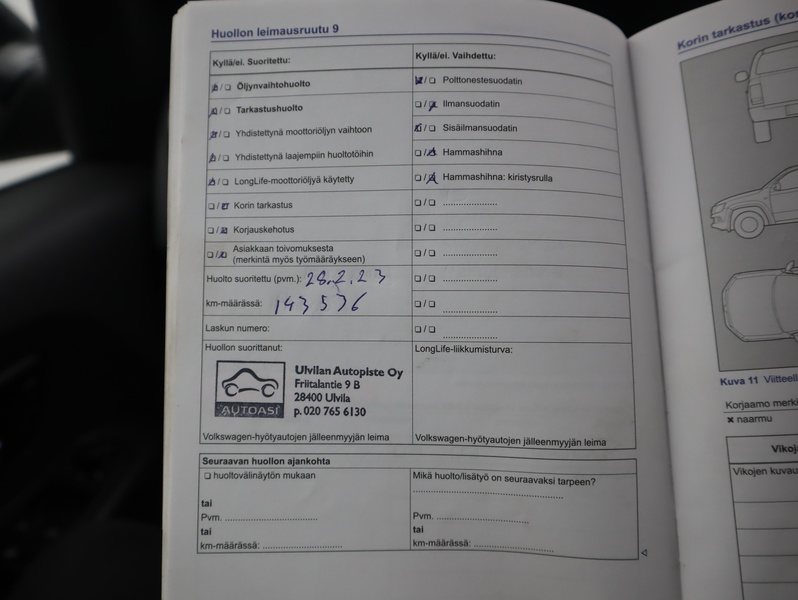 Huollon leimausruutu 9
Kyllä/ei. Suoritettu:
Kyllä/ei. Vaihdettu:
Öljynvaihtohuolto
Polttonestesuodatin
Tarkastushuolto
Ilmansuodatin
Yhdistettynä moottoriöljyn vaihtoon
Sisäilmansuodatin
Yhdistettynä laajempiin huoltotöihin
Hammashihna
LongLife-moottoriöljyä käytetty
Hammashihna: kiristysrulla
Korin tarkastus
Korjauskehotus
Asiakkaan toivomuksesta
(merkintä myös työmääräykseen)
Huolto suoritettu (pvm.): 28.2.23
km-määrässä: 143536
Laskun numero:
Huollon suorittanut:
LongLife-liikkumisturva:
AUTOASI
Ulvilan Autopiste Oy
Friitalantie 9 B
28400 Ulvila
p. 020 765 6130
Volkswagen-hyötyautojen jälleenmyyjän leima
Volkswagen-hyötyautojen jälleenmyyjän leima
Seuraavan huollon ajankohta
huoltovälinäytön mukaan
tai
Pvm. ..............................
tai
km-määrässä: ..........................
Mikä huolto/lisätyö on seuraavaksi tarpeen?
Pvm. ..............................
tai
km-määrässä: ..........................
Korin tarkastus
Kuva 11
Korjaamo
x naarmu
Vikojen